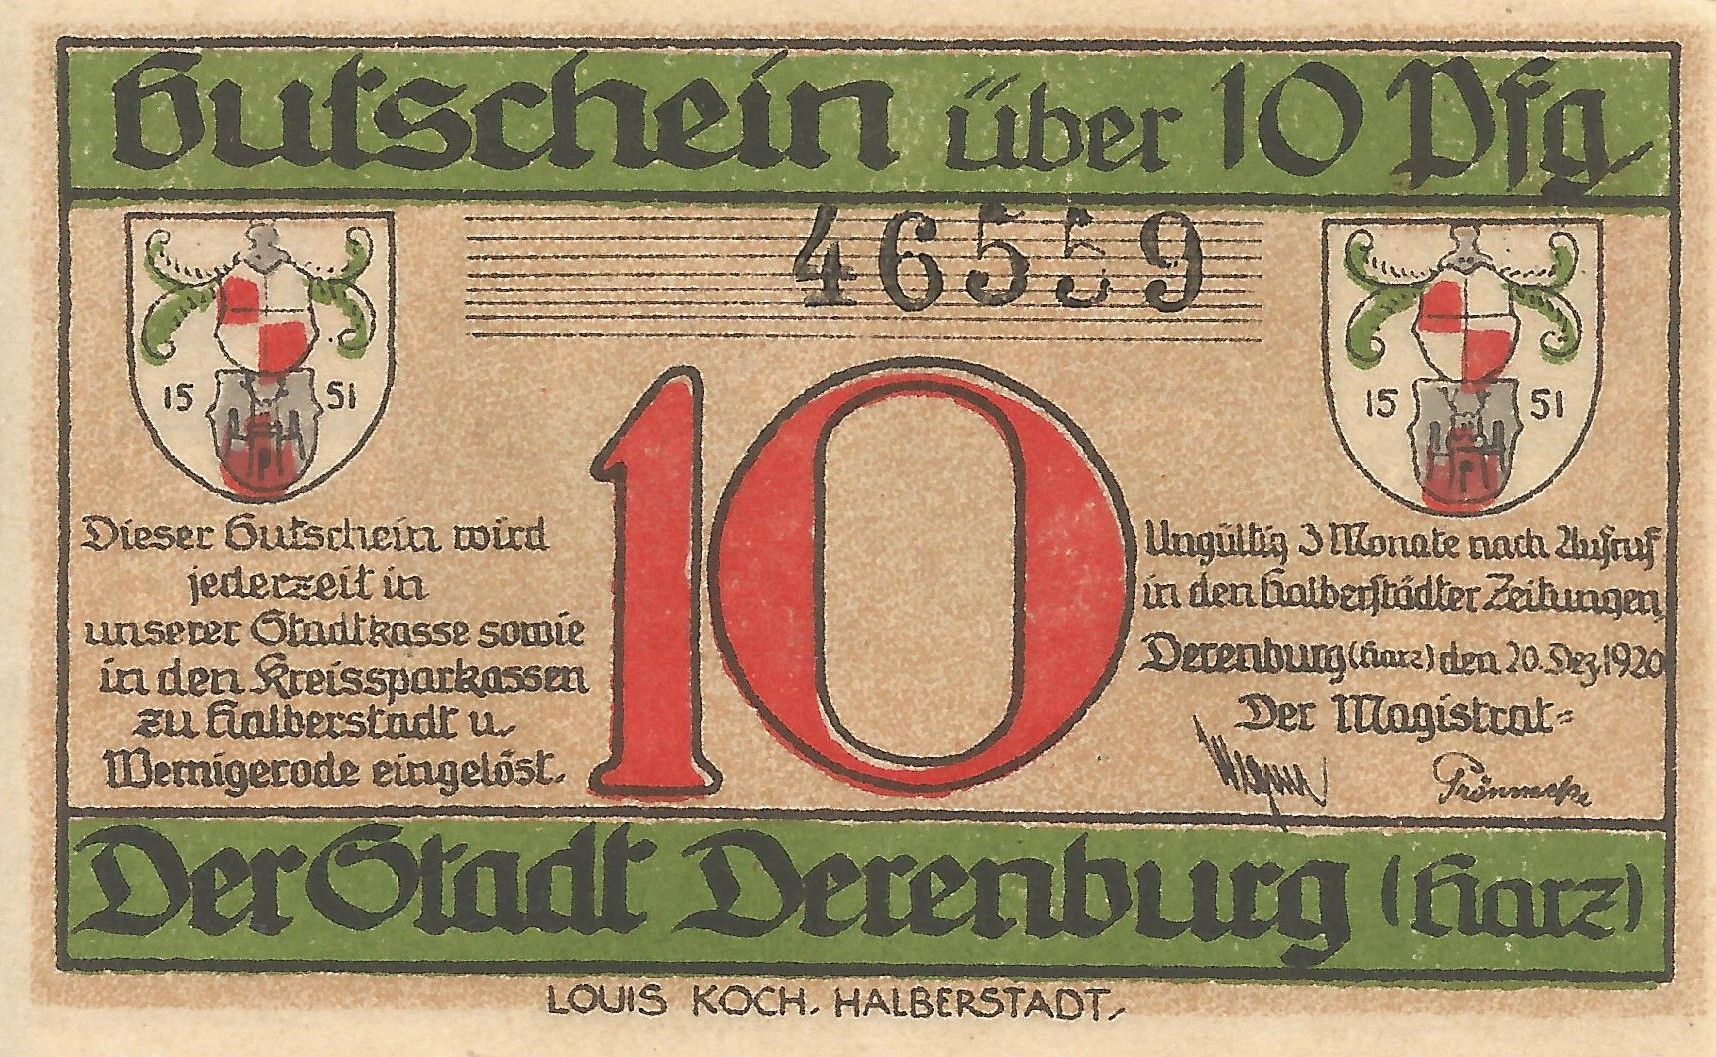 Gutschein über 10 Pfg
46559
15 51
15 51
10
Dieser Gutschein wird
jederzeit in
unserer Stadtkasse sowie
in den Kreissparkassen
zu Halberstadt u.
Wernigerode eingelöst.
Ungültig 3 Monate nach Aufruf
in den Halberstädter Zeitungen
Derenburg (Harz) den 20. Dez. 1920
Der Magistrat=
Der Stadt Derenburg (Harz)
LOUIS KOCH, HALBERSTADT,